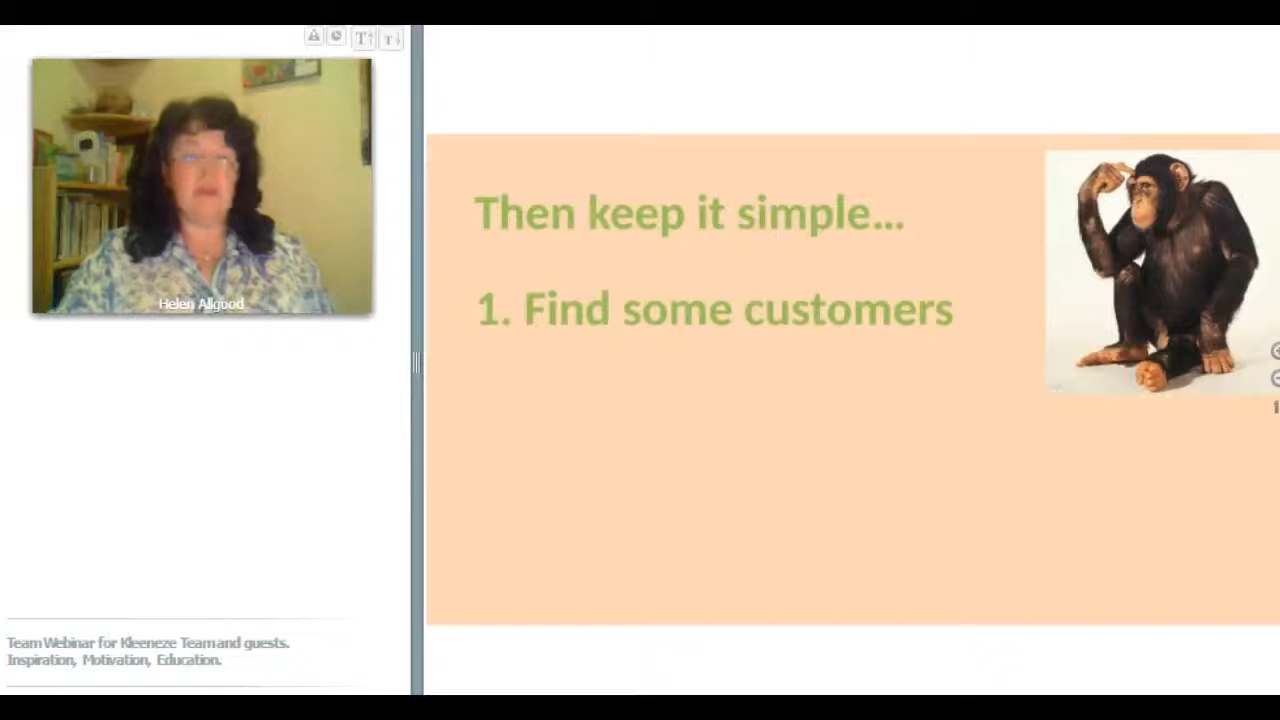 T↑ T↓
Helen Allgood
Then keep it simple...
1. Find some customers
Team Webinar for Kleeneze Team and guests.
Inspiration, Motivation, Education.